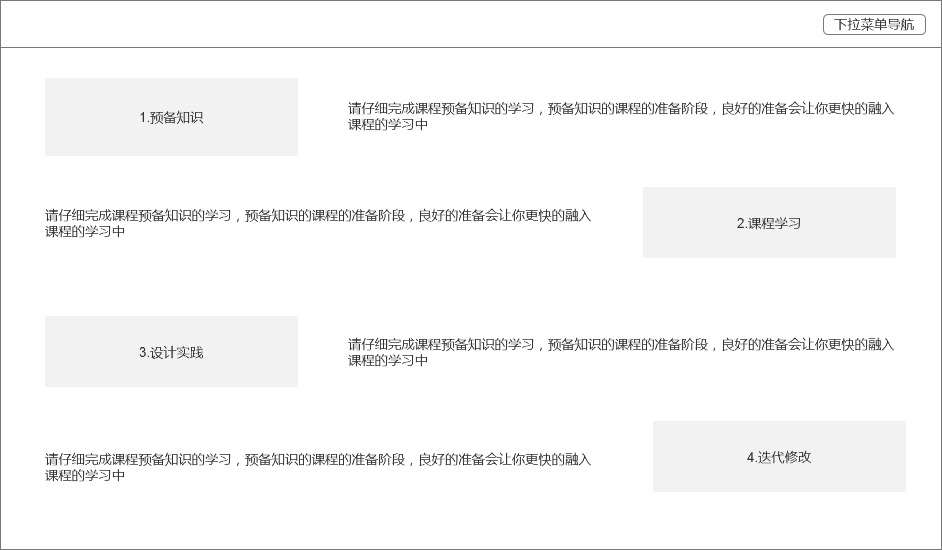 下拉菜单导航
1.预备知识
请仔细完成课程预备知识的学习，预备知识的课程的准备阶段，良好的准备会让你更快的融入
课程的学习中
请仔细完成课程预备知识的学习，预备知识的课程的准备阶段，良好的准备会让你更快的融入
课程的学习中
2.课程学习
3.设计实践
请仔细完成课程预备知识的学习，预备知识的课程的准备阶段，良好的准备会让你更快的融入
课程的学习中
请仔细完成课程预备知识的学习，预备知识的课程的准备阶段，良好的准备会让你更快的融入
课程的学习中
4.迭代修改